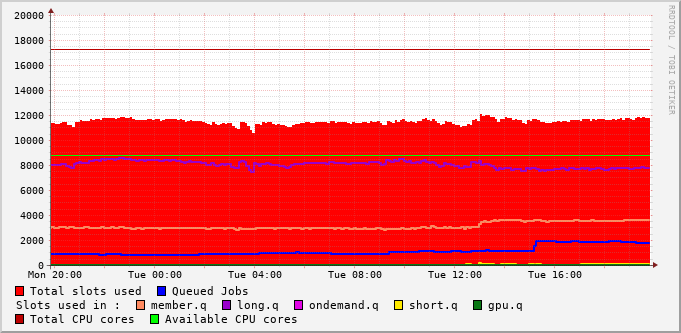 20000
18000
16000
14000
12000
10000
8000
6000
4000
2000
0
Mon 20:00 Tue 00:00 Tue 04:00 Tue 08:00 Tue 12:00 Tue 16:00
Total slots used Queued Jobs
Slots used in : member.q long.q ondemand.q short.q gpu.q
Total CPU cores Available CPU cores
RRDTOOL / TOBI OETIKER